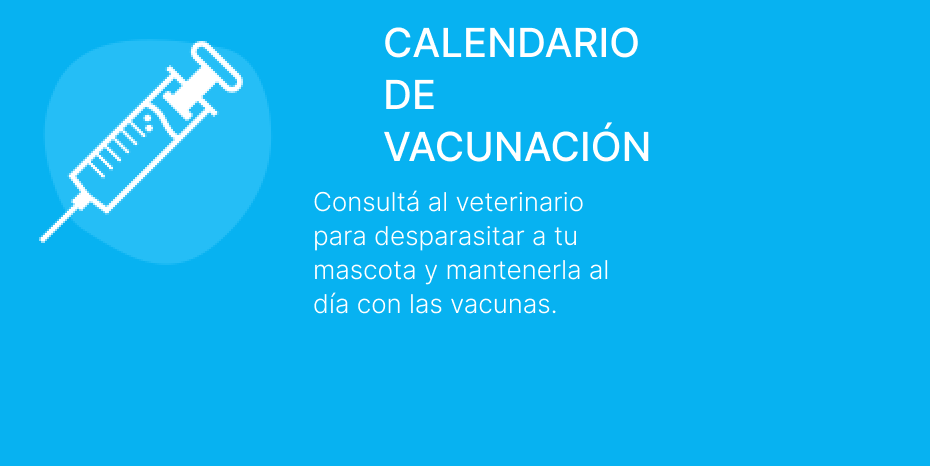 CALENDARIO
DE
VACUNACIÓN
Consultá al veterinario
para desparasitar a tu
mascota y mantenerla al
día con las vacunas.